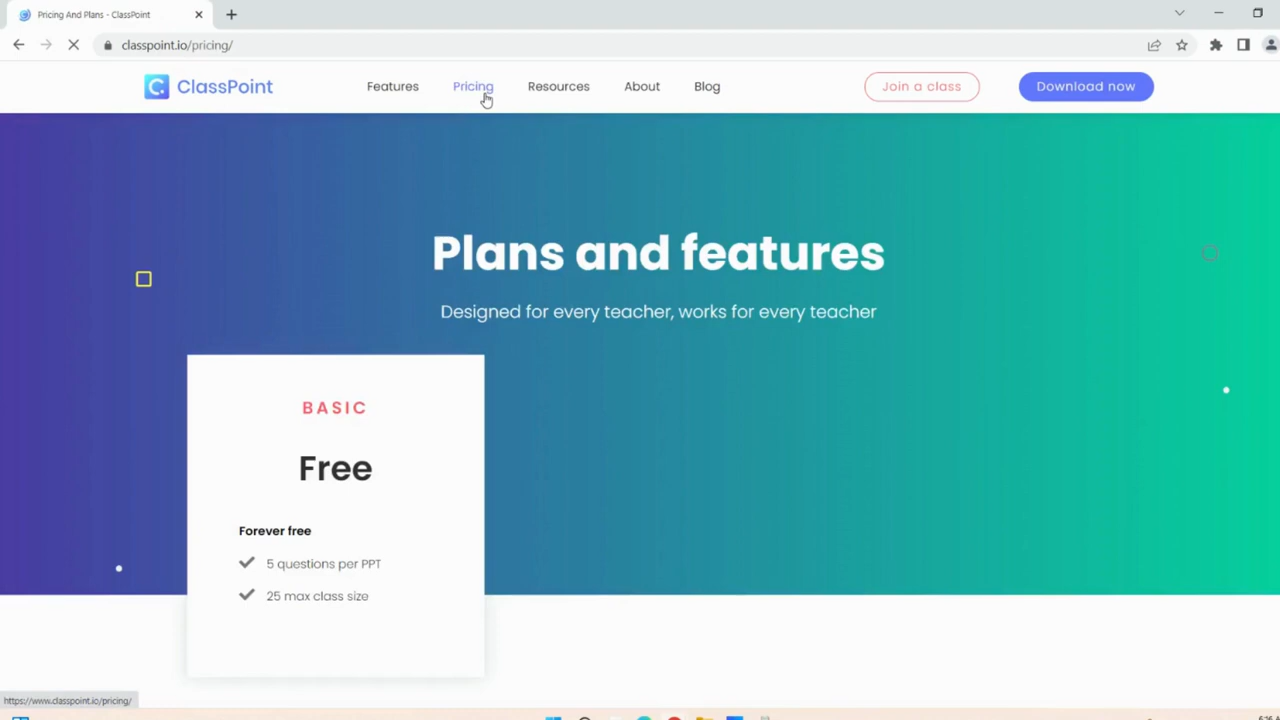 Pricing And Plans - ClassPoint
classpoint.io/pricing/
ClassPoint
Features
Pricing
Resources
About
Blog
Join a class
Download now
Plans and features
Designed for every teacher, works for every teacher
BASIC
Free
Forever free
5 questions per PPT
25 max class size
https://www.classpoint.io/pricing/